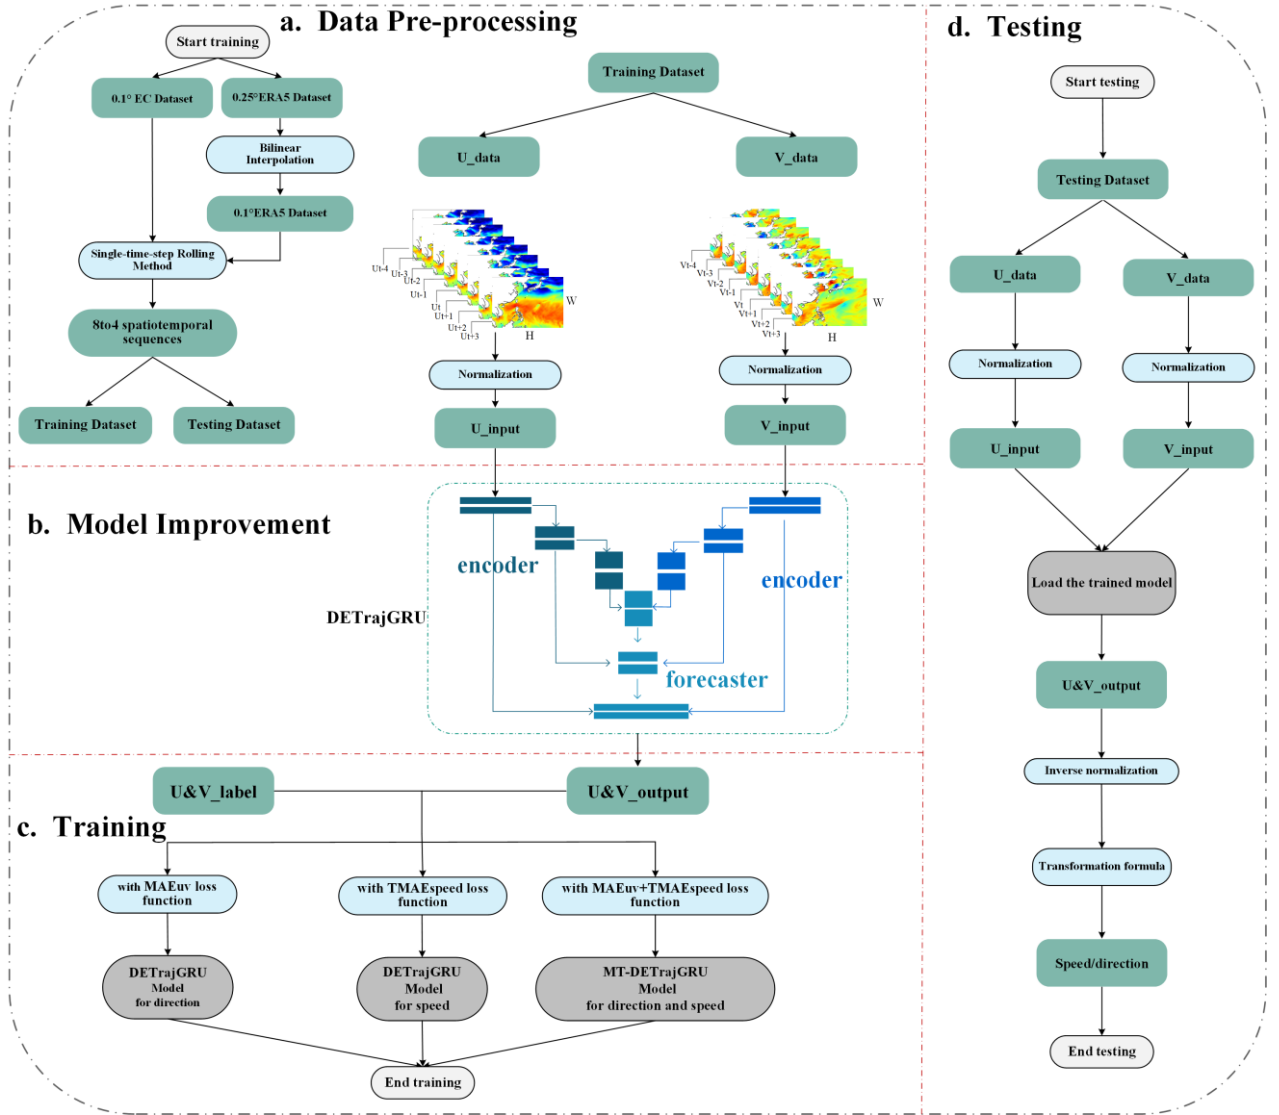 a. Data Pre-processing
Start training
0.1° EC Dataset
0.25°ERA5 Dataset
Bilinear
Interpolation
0.1°ERA5 Dataset
Single-time-step Rolling
Method
8to4 spatiotemporal
sequences
Training Dataset
Testing Dataset
Training Dataset
U_data
V_data
Ut-4
Ut-3
Ut-2
Ut-1
Ut
Ut+1
Ut+2
Ut+3
H
W
Vt-4
Vt-3
Vt-2
Vt-1
Vt
Vt+1
Vt+2
Vt+3
H
W
Normalization
Normalization
U_input
V_input
b. Model Improvement
encoder
encoder
DETrajGRU
forecaster
c. Training
U&V_label
U&V_output
with MAEuv loss
function
with TMAEspeed loss
function
with MAEuv+TMAEspeed loss
function
DETrajGRU
Model
for direction
DETrajGRU
Model
for speed
MT-DETrajGRU
Model
for direction and speed
End training
d. Testing
Start testing
Testing Dataset
U_data
V_data
Normalization
Normalization
U_input
V_input
Load the trained model
U&V_output
Inverse normalization
Transformation formula
Speed/direction
End testing